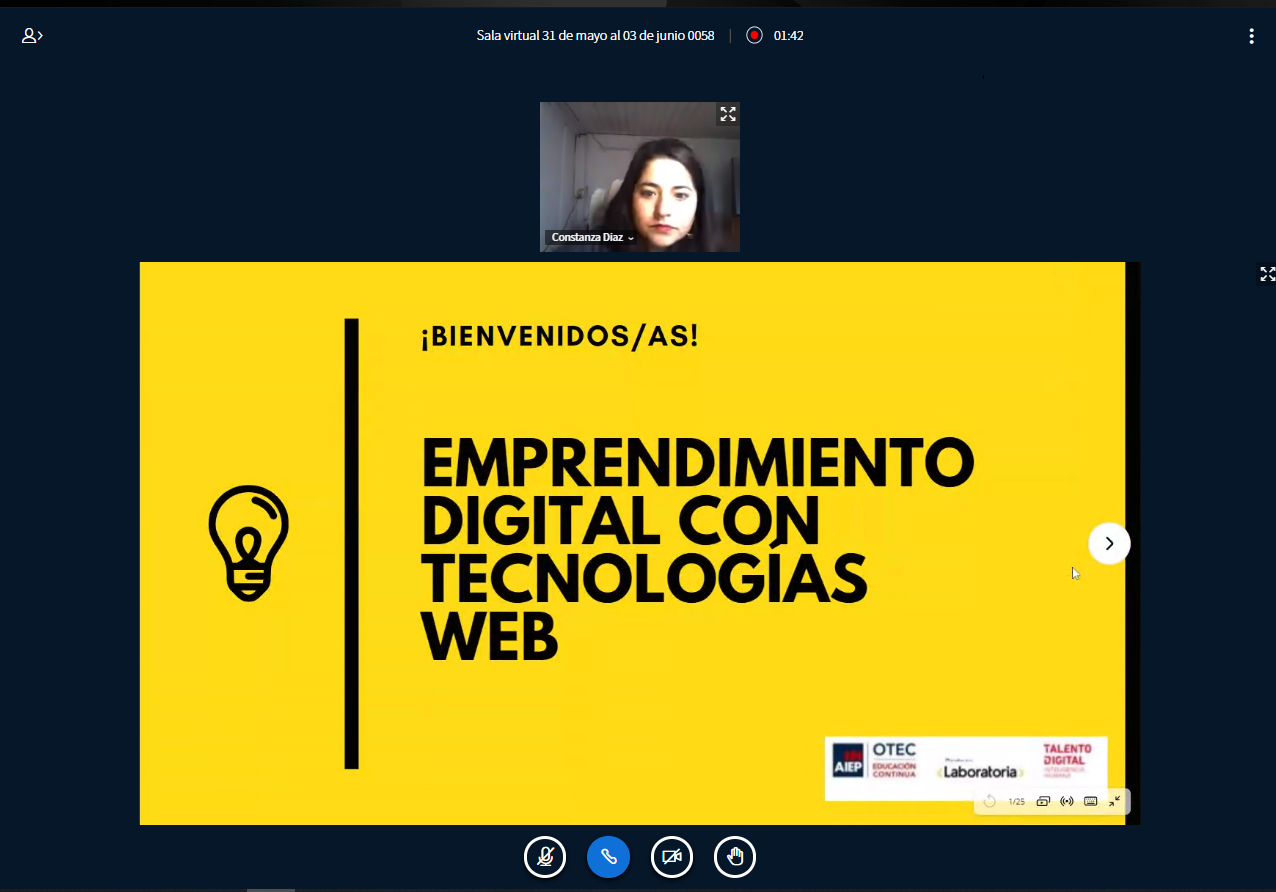 Sala virtual 31 de mayo al 03 de junio 0058
01:42
Constanza Diaz
¡BIENVENIDOS/AS!
EMPRENDIMIENTO
DIGITAL CON
TECNOLOGÍAS
WEB
AIEP
OTEC
EDUCACIÓN
CONTINUA
Laboratoria
TALENTO
DIGITAL
1/25